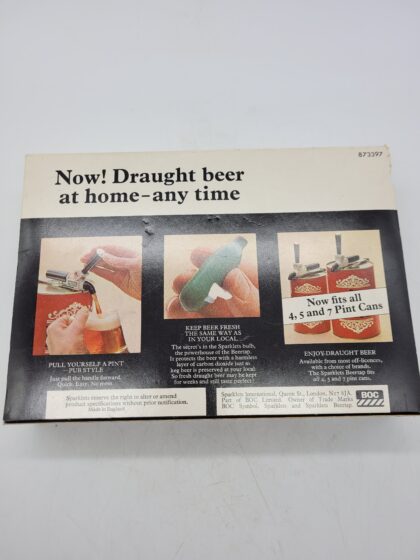 873397
Now! Draught beer
at home-any time
Now fits all
4, 5 and 7 Pint Cans
PULL YOURSELF A PINT
-PUB STYLE
Just pull the handle forward.
Quick. Easy. No mess.
KEEP BEER FRESH
THE SAME WAY AS
IN YOUR LOCAL...
The secret's in the Sparklets bulb,
the powerhouse of the Beertap.
It protects the beer with a harmless
layer of carbon dioxide just as
keg beer is preserved at your local.
So fresh draught beer may be kept
for weeks and still taste perfect.
ENJOY DRAUGHT BEER
Available from most off-licences,
with a choice of brands.
The Sparklets Beertap fits
all 4, 5 and 7 pint cans.
Sparklets reserve the right to alter or amend
product specifications without prior notification.
Made in England.
Sparklets International, Queen St., London, N17 8JA.
Part of BOC Limited. Owner of Trade Marks
BOC Symbol, Sparklets and Sparklets Beertap.
BOC